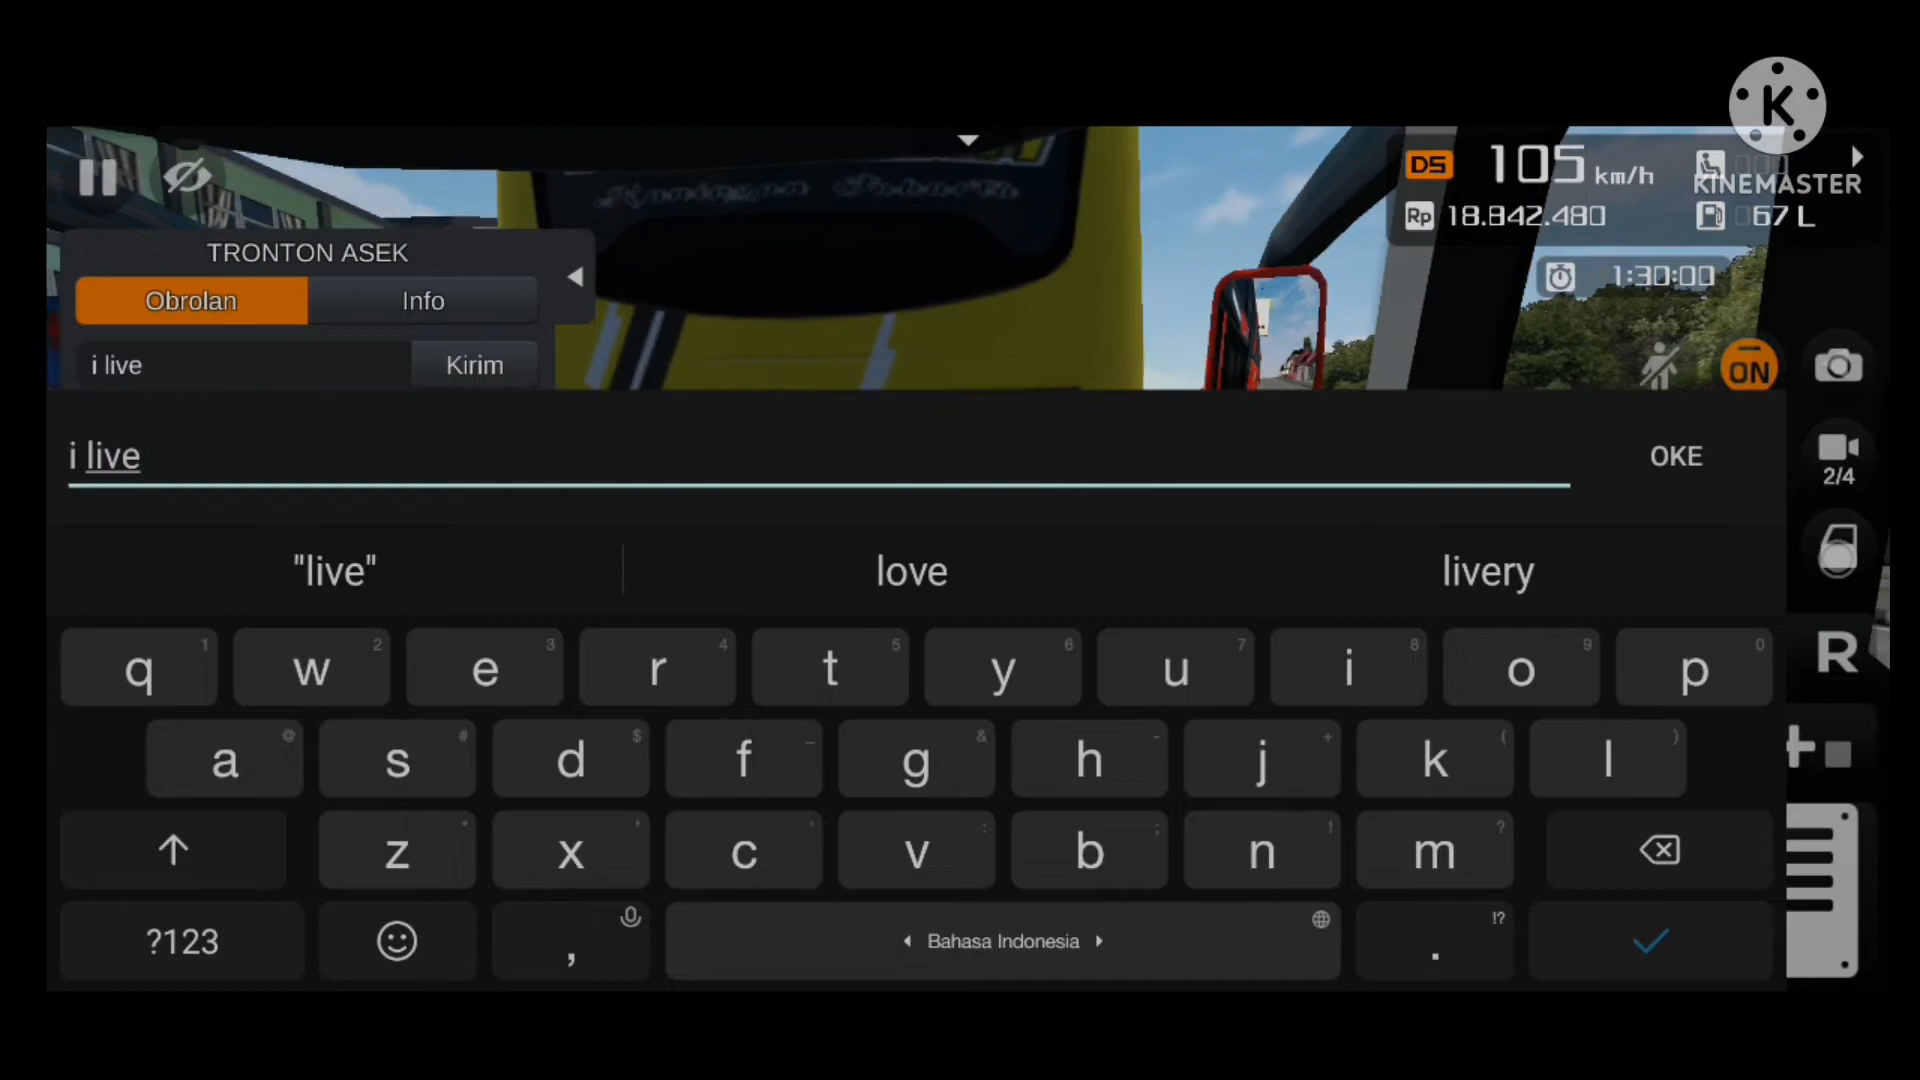 K
KINEMASTER
D5 105 km/h
Rp 18.842.480 67 L
1:30:00
TRONTON ASEK
Obrolan Info
i live Kirim
ON
i live OKE
2/4
"live" love livery
q 1 w 2 e 3 r 4 t 5 y 6 u 7 i 8 o 9 p 0
R
a @ s # d $ f _ g & h - j + k ( l )
z * x " c ' v : b ; n ! m ?
?123 , Bahasa Indonesia . !?